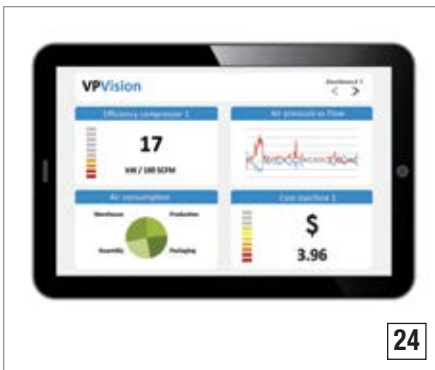 VPVision
Dashboard 1
< >
Efficiency compressor 1
17
kW / 100 SCFM
Air pressure vs Flow
Air consumption
Warehouse
Production
Assembly
Packaging
Cost machine 1
$
3.96
24